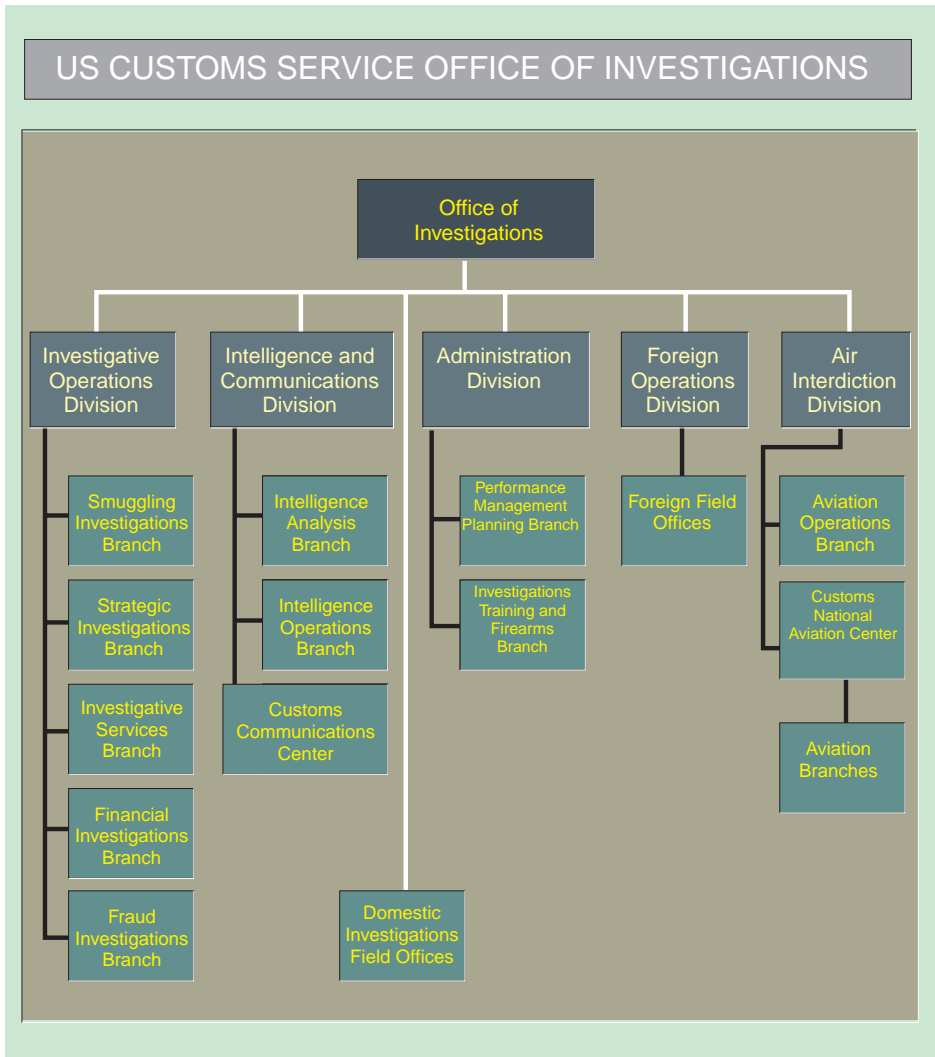 US CUSTOMS SERVICE OFFICE OF INVESTIGATIONS
Office of
Investigations
Investigative
Operations
Division
Intelligence and
Communications
Division
Administration
Division
Foreign
Operations
Division
Air
Interdiction
Division
Smuggling
Investigations
Branch
Strategic
Investigations
Branch
Investigative
Services
Branch
Financial
Investigations
Branch
Fraud
Investigations
Branch
Intelligence
Analysis
Branch
Intelligence
Operations
Branch
Customs
Communications
Center
Domestic
Investigations
Field Offices
Performance
Management
Planning Branch
Investigations
Training and
Firearms
Branch
Foreign Field
Offices
Aviation
Operations
Branch
Customs
National
Aviation Center
Aviation
Branches